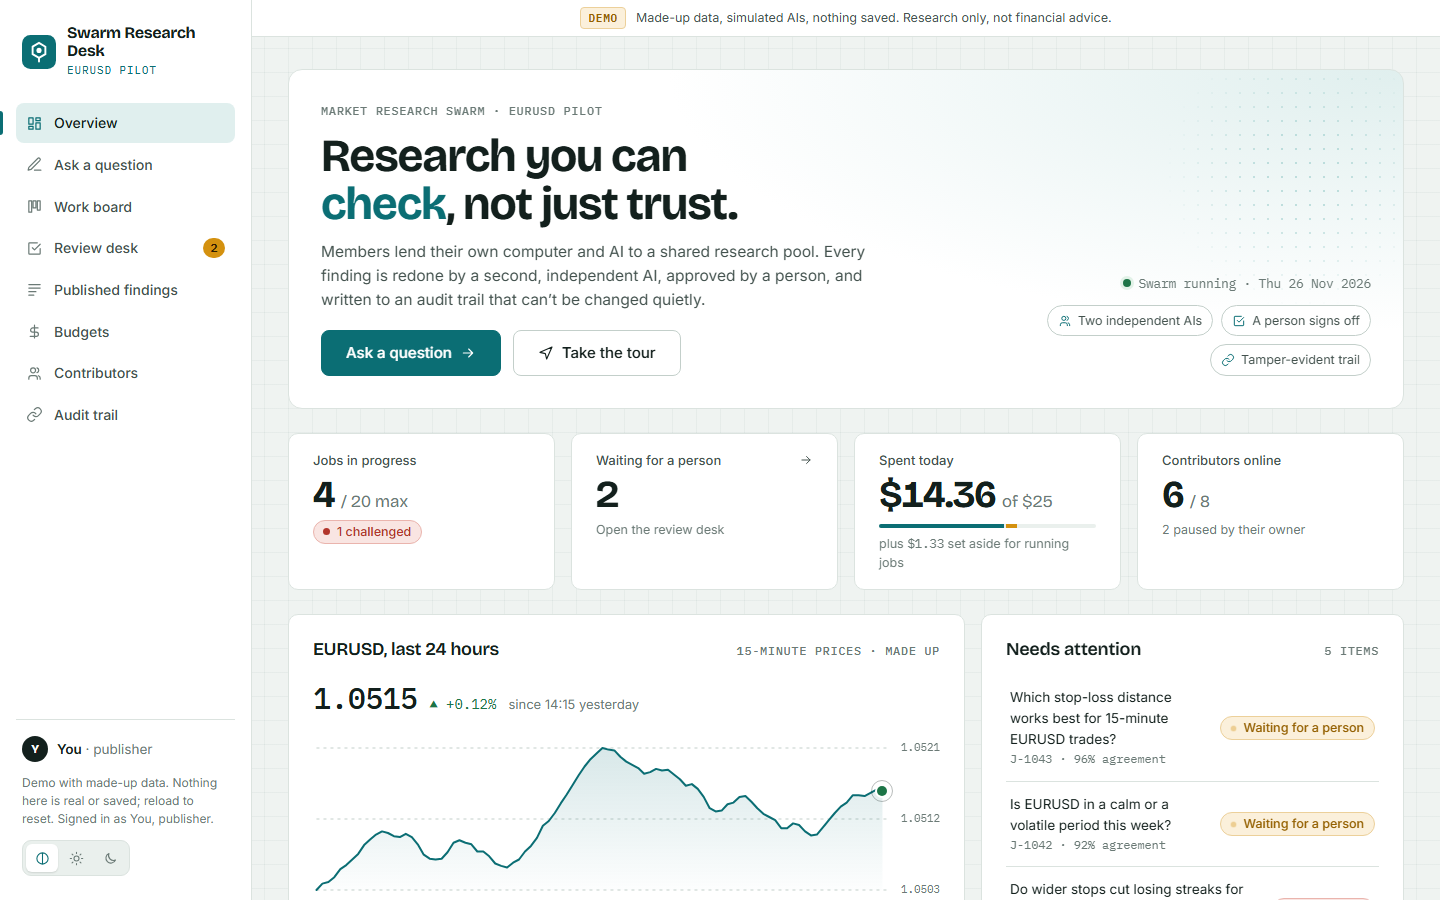 Swarm Research
Desk
EURUSD PILOT
Overview
Ask a question
Work board
Review desk 2
Published findings
Budgets
Contributors
Audit trail
Y You · publisher
Demo with made-up data. Nothing
here is real or saved; reload to
reset. Signed in as You, publisher.
DEMO Made-up data, simulated AIs, nothing saved. Research only, not financial advice.
MARKET RESEARCH SWARM · EURUSD PILOT
Research you can
check, not just trust.
Members lend their own computer and AI to a shared research pool. Every
finding is redone by a second, independent AI, approved by a person, and
written to an audit trail that can’t be changed quietly.
Ask a question →
Take the tour
Swarm running · Thu 26 Nov 2026
Two independent AIs
A person signs off
Tamper-evident trail
Jobs in progress
4 / 20 max
1 challenged
Waiting for a person →
2
Open the review desk
Spent today
$14.36 of $25
plus $1.33 set aside for running
jobs
Contributors online
6 / 8
2 paused by their owner
EURUSD, last 24 hours
15-MINUTE PRICES · MADE UP
1.0515 ▲ +0.12% since 14:15 yesterday
1.0521
1.0512
1.0503
Needs attention
5 ITEMS
Which stop-loss distance
works best for 15-minute
EURUSD trades?
J-1043 · 96% agreement
Waiting for a person
Is EURUSD in a calm or a
volatile period this week?
J-1042 · 92% agreement
Waiting for a person
Do wider stops cut losing streaks for